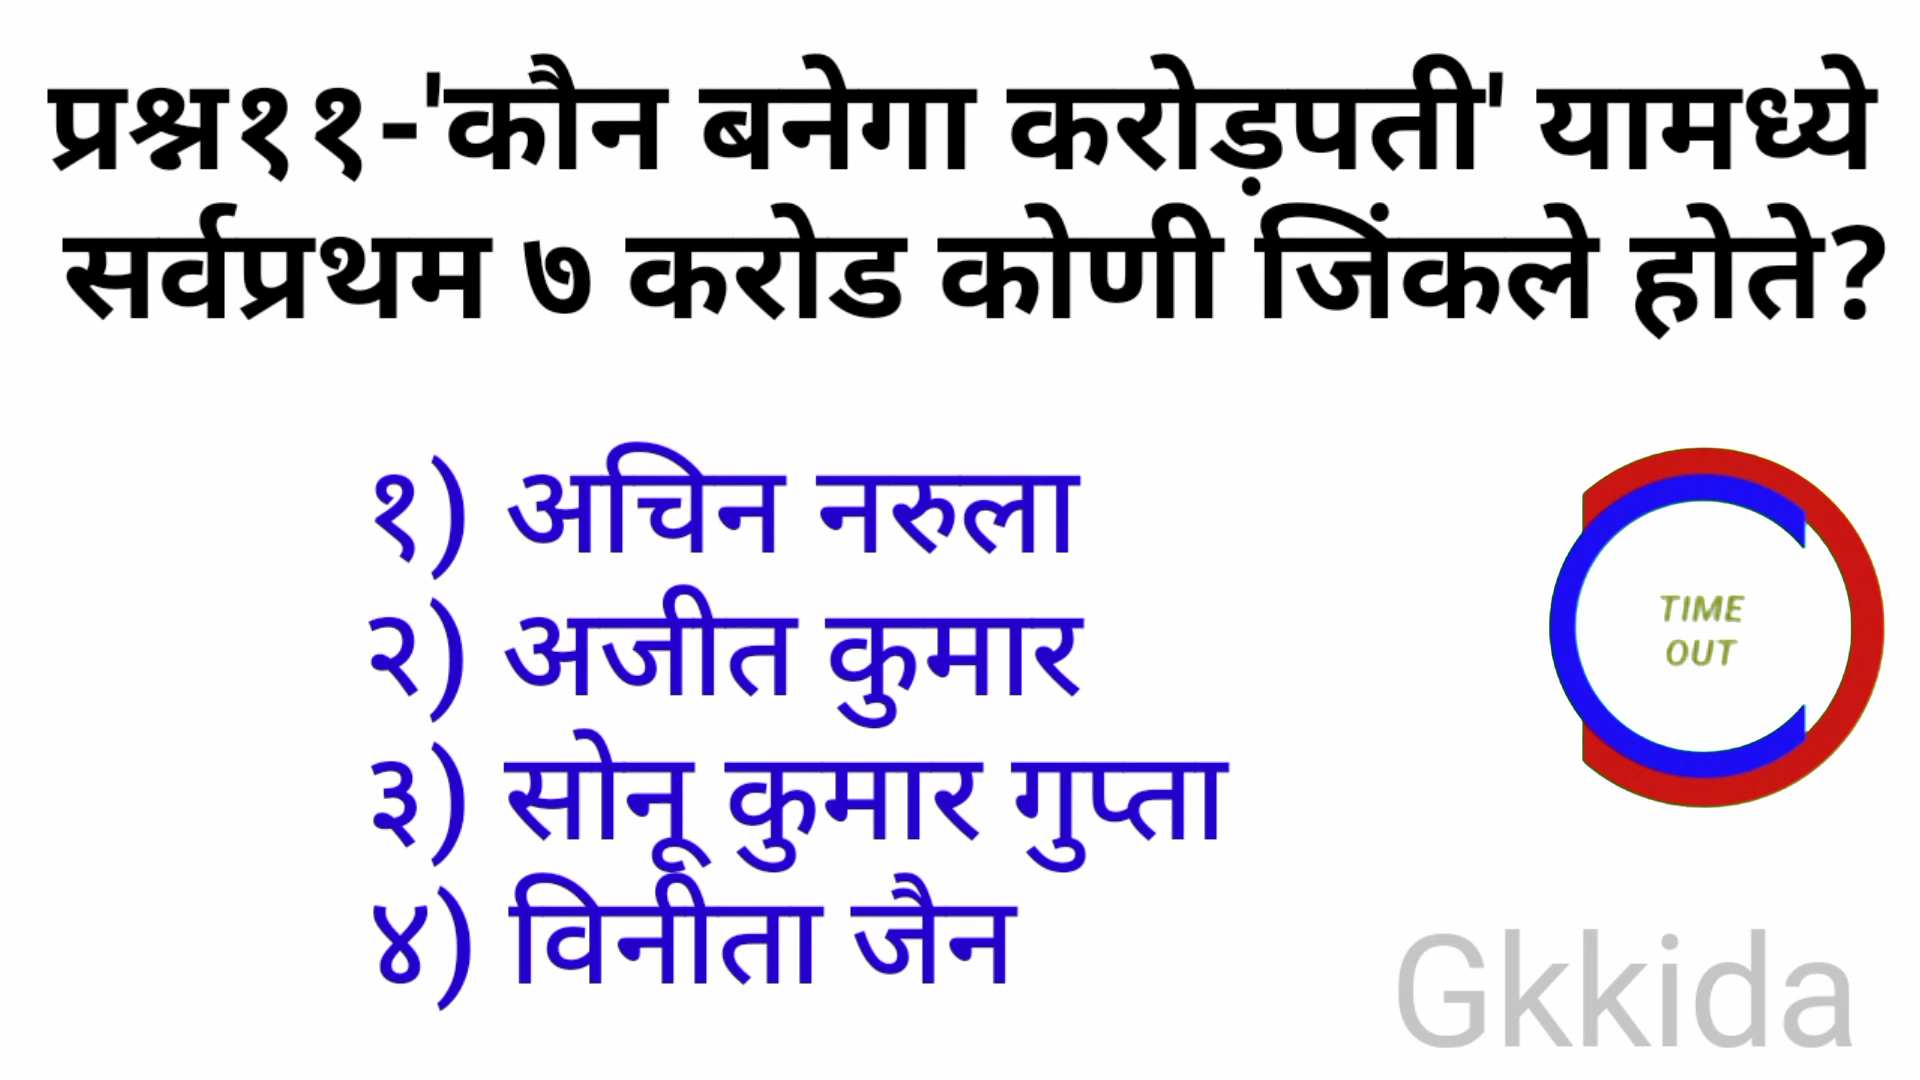 प्रश्न११-'कौन बनेगा करोड़पती' यामध्ये
सर्वप्रथम ७ करोड कोणी जिंकले होते?
१) अचिन नरुला
२) अजीत कुमार
३) सोनू कुमार गुप्ता
४) विनीता जैन
TIME
OUT
Gkkida